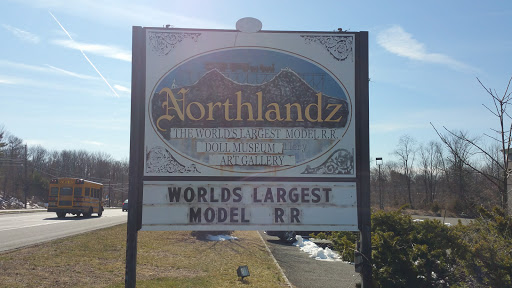 Northlandz
THE WORLD'S LARGEST MODEL R.R.
DOLL MUSEUM
ART GALLERY
WORLDS LARGEST
MODEL RR